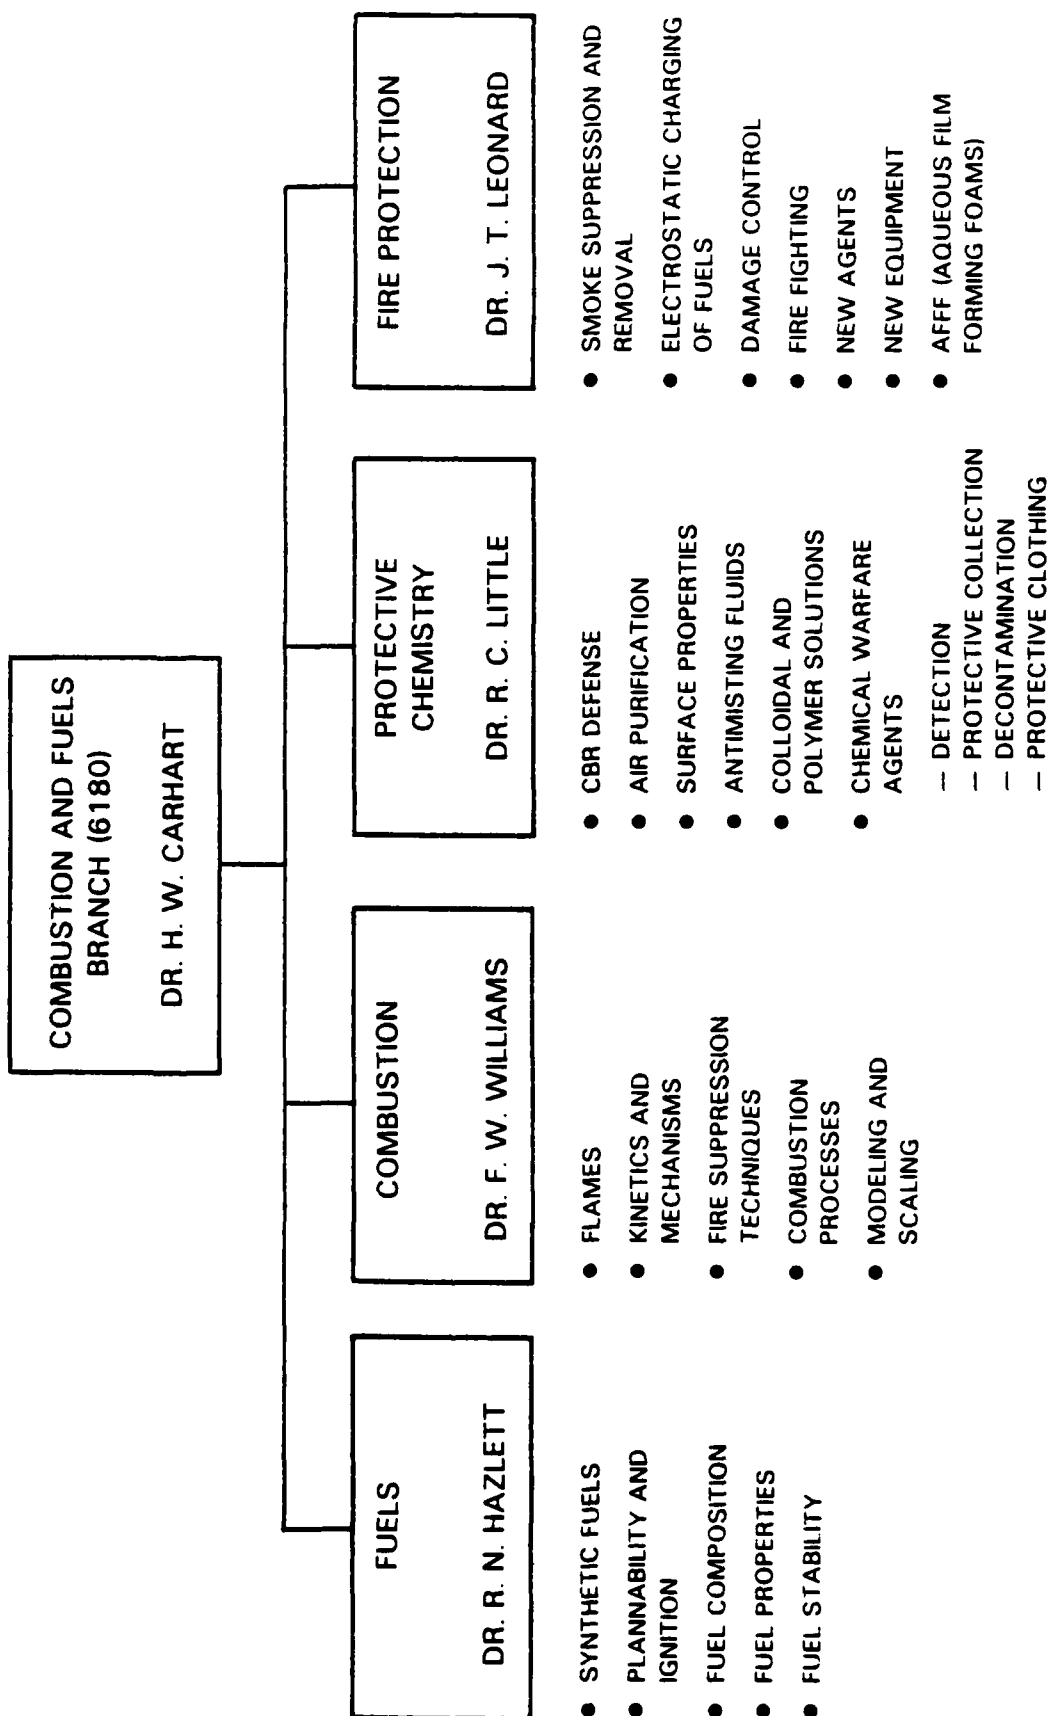 COMBUSTION AND FUELS
BRANCH (6180)
DR. H. W. CARHART
FUELS
DR. R. N. HAZLETT
● SYNTHETIC FUELS
● PLANNABILITY AND
IGNITION
● FUEL COMPOSITION
● FUEL PROPERTIES
● FUEL STABILITY
COMBUSTION
DR. F. W. WILLIAMS
● FLAMES
● KINETICS AND
MECHANISMS
● FIRE SUPPRESSION
TECHNIQUES
● COMBUSTION
PROCESSES
● MODELING AND
SCALING
PROTECTIVE
CHEMISTRY
DR. R. C. LITTLE
● CBR DEFENSE
● AIR PURIFICATION
● SURFACE PROPERTIES
● ANTIMISTING FLUIDS
● COLLOIDAL AND
POLYMER SOLUTIONS
● CHEMICAL WARFARE
AGENTS
— DETECTION
— PROTECTIVE COLLECTION
— DECONTAMINATION
— PROTECTIVE CLOTHING
FIRE PROTECTION
DR. J. T. LEONARD
● SMOKE SUPPRESSION AND
REMOVAL
● ELECTROSTATIC CHARGING
OF FUELS
● DAMAGE CONTROL
● FIRE FIGHTING
● NEW AGENTS
● NEW EQUIPMENT
● AFFF (AQUEOUS FILM
FORMING FOAMS)